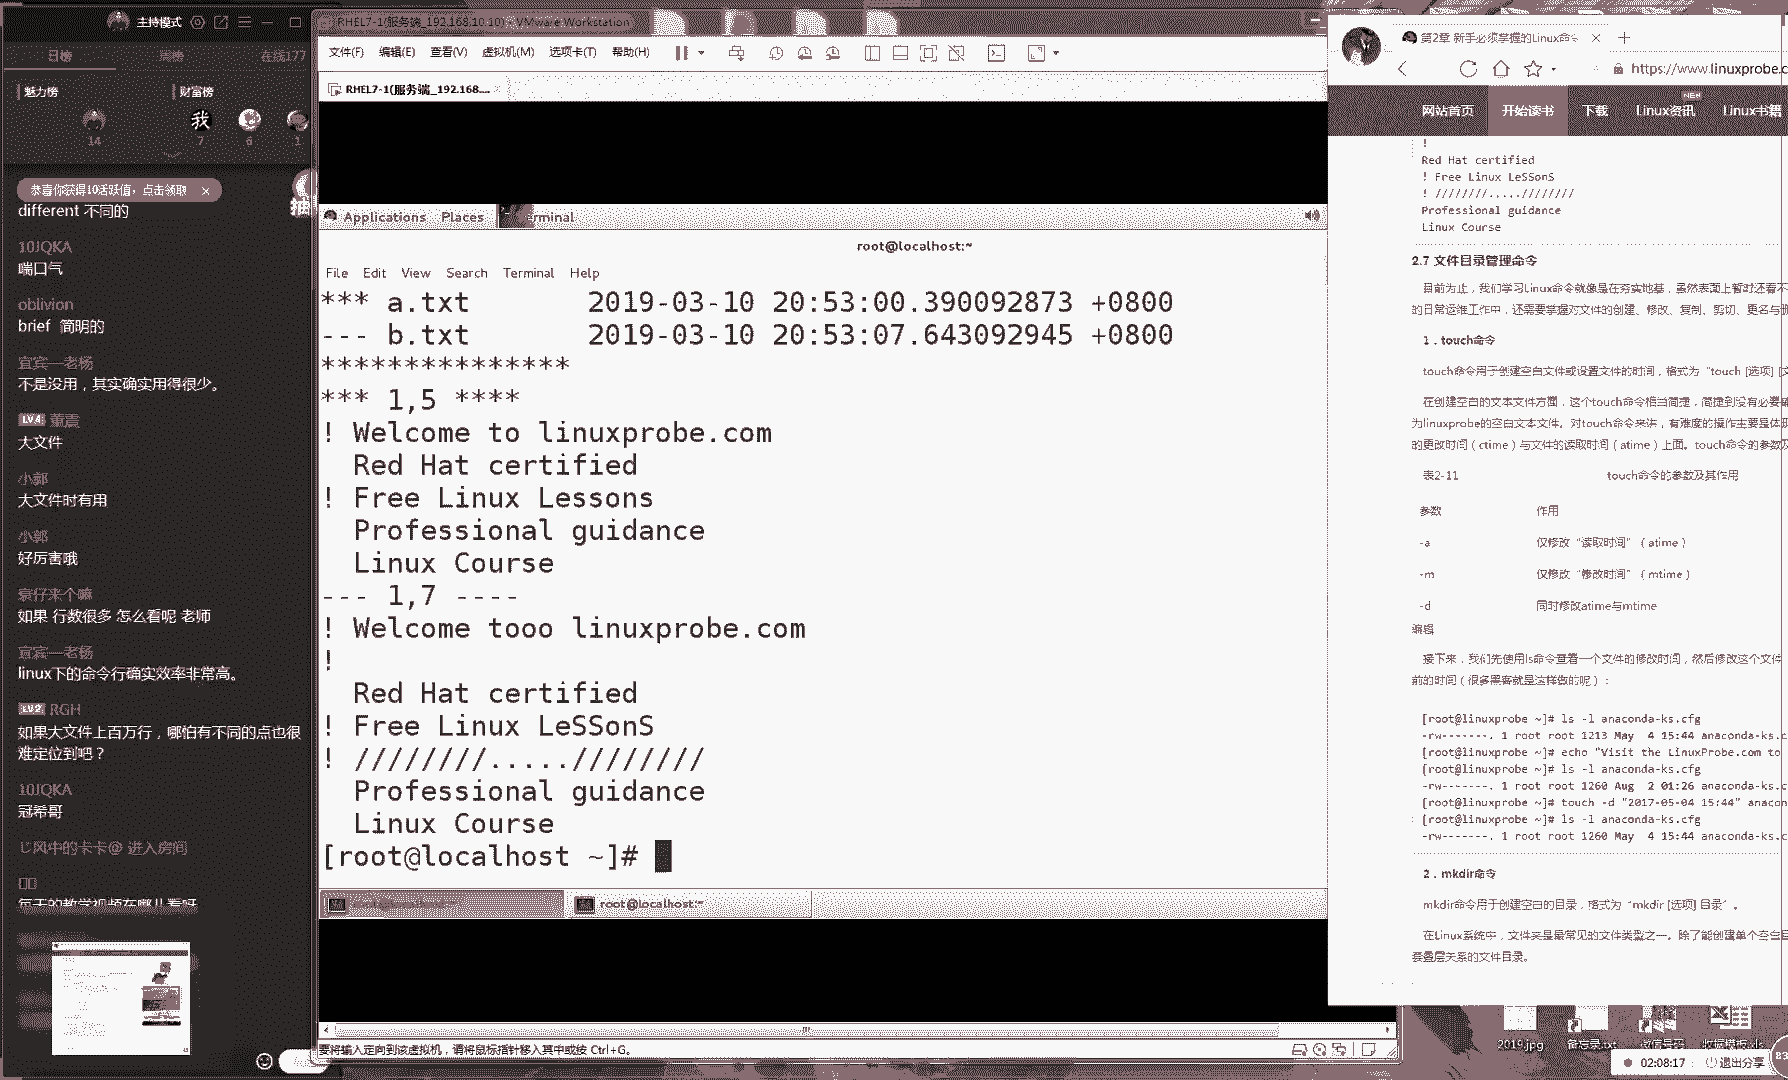 主持模式
日榜
周榜
在线177
魅力榜
财富榜
14
我
7
6
1
恭喜你获得10活跃值，点击领取
抽
different 不同的
10JQKA
喘口气
oblivion
brief 简明的
宜宾—老杨
不是没用，其实确实用得很少。
LV.4 董震
大文件
小郭
大文件时有用
小郭
好厉害哦
袁仔来个嘛
如果 行数很多 怎么看呢 老师
宜宾—老杨
linux下的命令行确实效率非常高。
LV.2 RGH
如果大文件上百万行，哪怕有不同的点也很
难定位到吧？
10JQKA
冠希哥
じ风中的卡卡@ 进入房间
每天的教学视频在哪儿看呀
RHEL7-1(服务端_192.168.10.10) - VMware Workstation
文件(F) 编辑(E) 查看(V) 虚拟机(M) 选项卡(T) 帮助(H)
RHEL7-1(服务端_192.168....
Applications Places
root@localhost:~
File Edit View Search Terminal Help
*** a.txt 2019-03-10 20:53:00.390092873 +0800
--- b.txt 2019-03-10 20:53:07.643092945 +0800
***************
*** 1,5 ****
! Welcome to linuxprobe.com
Red Hat certified
! Free Linux Lessons
Professional guidance
Linux Course
--- 1,7 ----
! Welcome tooo linuxprobe.com
!
Red Hat certified
! Free Linux LeSSonS
! ////////.....////////
Professional guidance
Linux Course
[root@localhost ~]#
root@localhost:~
要将输入定向到该虚拟机，请将鼠标指针移入其中或按 Ctrl+G。
第2章 新手必须掌握的Linux命令
https://www.linuxprobe.c
网站首页 开始读书 下载 Linux资讯 NEW Linux书籍
!
Red Hat certified
! Free Linux LeSSonS
! ////////.....////////
Professional guidance
Linux Course
2.7 文件目录管理命令
目前为止，我们学习Linux命令就像是在夯实地基，虽然表面上暂时还看不
的日常运维工作中，还需要掌握对文件的创建、修改、复制、剪切、更名与删
1．touch命令
touch命令用于创建空白文件或设置文件的时间，格式为“touch [选项] [文
在创建空白的文本文件方面，这个touch命令相当简捷，简捷到没有必要
为linuxprobe的空白文本文件。对touch命令来讲，有难度的操作主要是体现
的更改时间（ctime）与文件的读取时间（atime）上面。touch命令的参数及
表2-11 touch命令的参数及其作用
参数 作用
-a 仅修改“读取时间”（atime）
-m 仅修改“修改时间”（mtime）
-d 同时修改atime与mtime
编辑
接下来，我们先使用ls命令查看一个文件的修改时间，然后修改这个文件
前的时间（很多黑客就是这样做的呢）：
[root@linuxprobe ~]# ls -l anaconda-ks.cfg
-rw-------. 1 root root 1213 May 4 15:44 anaconda-ks.c
[root@linuxprobe ~]# echo "Visit the LinuxProbe.com to
[root@linuxprobe ~]# ls -l anaconda-ks.cfg
-rw-------. 1 root root 1260 Aug 2 01:26 anaconda-ks.c
[root@linuxprobe ~]# touch -d "2017-05-04 15:44" anacon
[root@linuxprobe ~]# ls -l anaconda-ks.cfg
-rw-------. 1 root root 1260 May 4 15:44 anaconda-ks.c
2．mkdir命令
mkdir命令用于创建空白的目录，格式为“mkdir [选项] 目录”。
在Linux系统中，文件夹是最常见的文件类型之一。除了能创建单个空白目
套叠层关系的文件目录。
2019.jpg
备忘录.txt
微信号码
收据模板.xls
02:08:17
退出分享
83